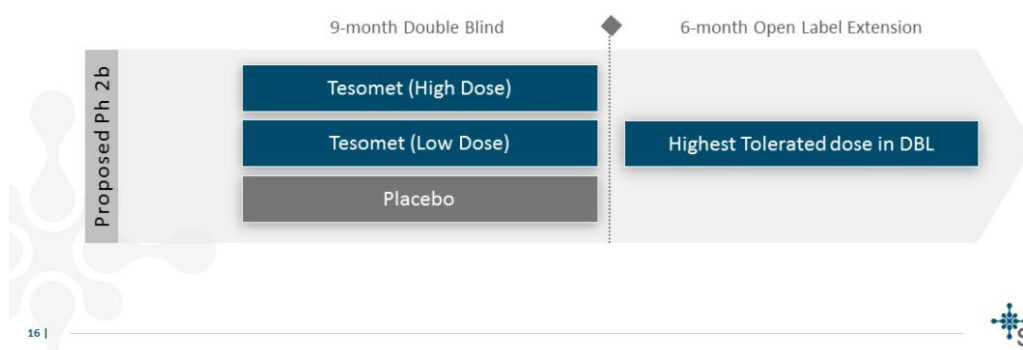 9-month Double Blind
6-month Open Label Extension
Proposed Ph 2b
Tesomet (High Dose)
Tesomet (Low Dose)
Highest Tolerated dose in DBL
Placebo
16 |
S